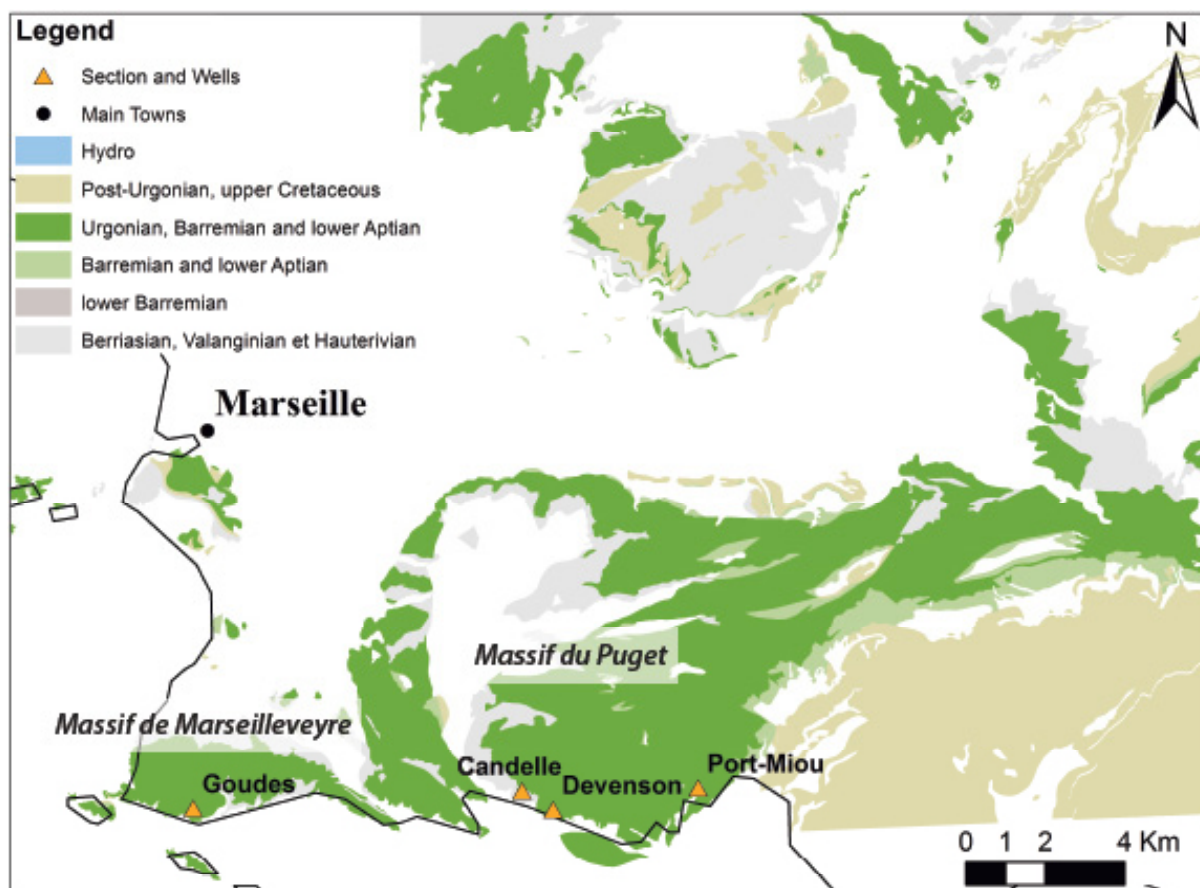 Legend
Section and Wells
Main Towns
Hydro
Post-Urgonian, upper Cretaceous
Urgonian, Barremian and lower Aptian
Barremian and lower Aptian
lower Barremian
Berriasian, Valanginian et Hauterivian
N
Marseille
Massif du Puget
Massif de Marseilleveyre
Goudes
Candelle
Devenson
Port-Miou
0 1 2 4 Km